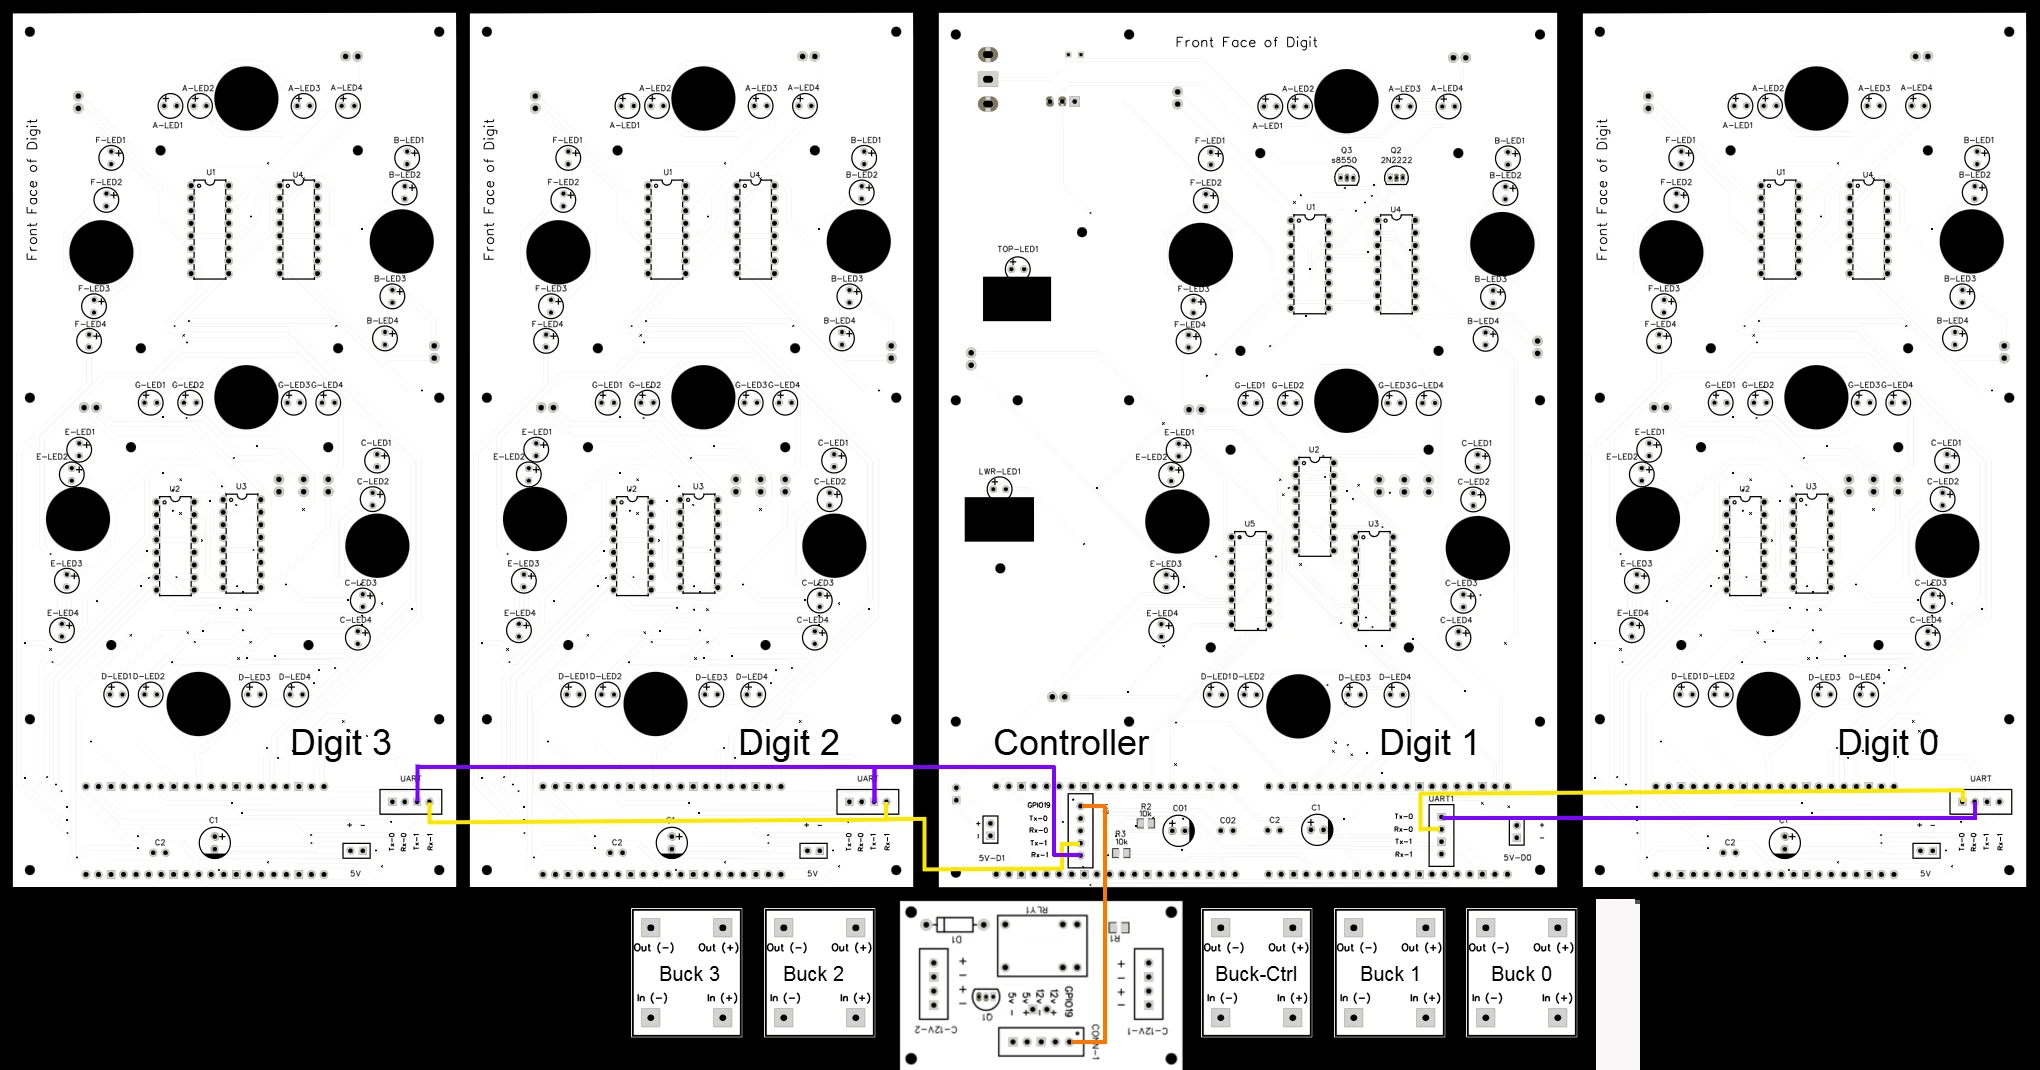 Front Face of Digit
A-LED1
A-LED2
A-LED3
A-LED4
F-LED1
F-LED2
B-LED1
B-LED2
U1
U4
F-LED3
F-LED4
B-LED3
B-LED4
G-LED1
G-LED2
G-LED3
G-LED4
E-LED1
E-LED2
C-LED1
C-LED2
U2
U3
E-LED3
E-LED4
C-LED3
C-LED4
D-LED1
D-LED2
D-LED3
D-LED4
Digit 3
UART
C1
C2
+ -
Tx-0
Rx-0
Tx-1
Rx-1
5V
Front Face of Digit
A-LED1
A-LED2
A-LED3
A-LED4
F-LED1
F-LED2
B-LED1
B-LED2
U1
U4
F-LED3
F-LED4
B-LED3
B-LED4
G-LED1
G-LED2
G-LED3
G-LED4
E-LED1
E-LED2
C-LED1
C-LED2
U2
U3
E-LED3
E-LED4
C-LED3
C-LED4
D-LED1
D-LED2
D-LED3
D-LED4
Digit 2
UART
C1
C2
+ -
Tx-0
Rx-0
Tx-1
Rx-1
5V
Front Face of Digit
A-LED1
A-LED2
A-LED3
A-LED4
F-LED1
F-LED2
Q3
s8550
Q2
2N2222
B-LED1
B-LED2
U1
U4
TOP-LED1
F-LED3
F-LED4
B-LED3
B-LED4
G-LED1
G-LED2
G-LED3
G-LED4
LWR-LED1
E-LED1
E-LED2
C-LED1
C-LED2
U2
U5
U3
E-LED3
E-LED4
C-LED3
C-LED4
D-LED1
D-LED2
D-LED3
D-LED4
Controller
Digit 1
GPIO19
Tx-0
Rx-0
Tx-1
Rx-1
+
-
5V-D1
R2
10k
R3
10k
C01
C02
C2
C1
UART1
Tx-0
Rx-0
Tx-1
Rx-1
+
-
5V-D0
Front Face of Digit
A-LED1
A-LED2
A-LED3
A-LED4
F-LED1
F-LED2
B-LED1
B-LED2
U1
U4
F-LED3
F-LED4
B-LED3
B-LED4
G-LED1
G-LED2
G-LED3
G-LED4
E-LED1
E-LED2
C-LED1
C-LED2
U2
U3
E-LED3
E-LED4
C-LED3
C-LED4
D-LED1
D-LED2
D-LED3
D-LED4
Digit 0
UART
C1
C2
+ -
Tx-0
Rx-0
Tx-1
Rx-1
5V
Out (-) Out (+)
Buck 3
In (-) In (+)
Out (-) Out (+)
Buck 2
In (-) In (+)
RLY1
D1
R1
+
-
+
-
C-12V-2
Q1
5v -
5v +
12v -
12v +
GPIO19
CONN-1
+
-
+
-
C-12V-1
Out (-) Out (+)
Buck-Ctrl
In (-) In (+)
Out (-) Out (+)
Buck 1
In (-) In (+)
Out (-) Out (+)
Buck 0
In (-) In (+)